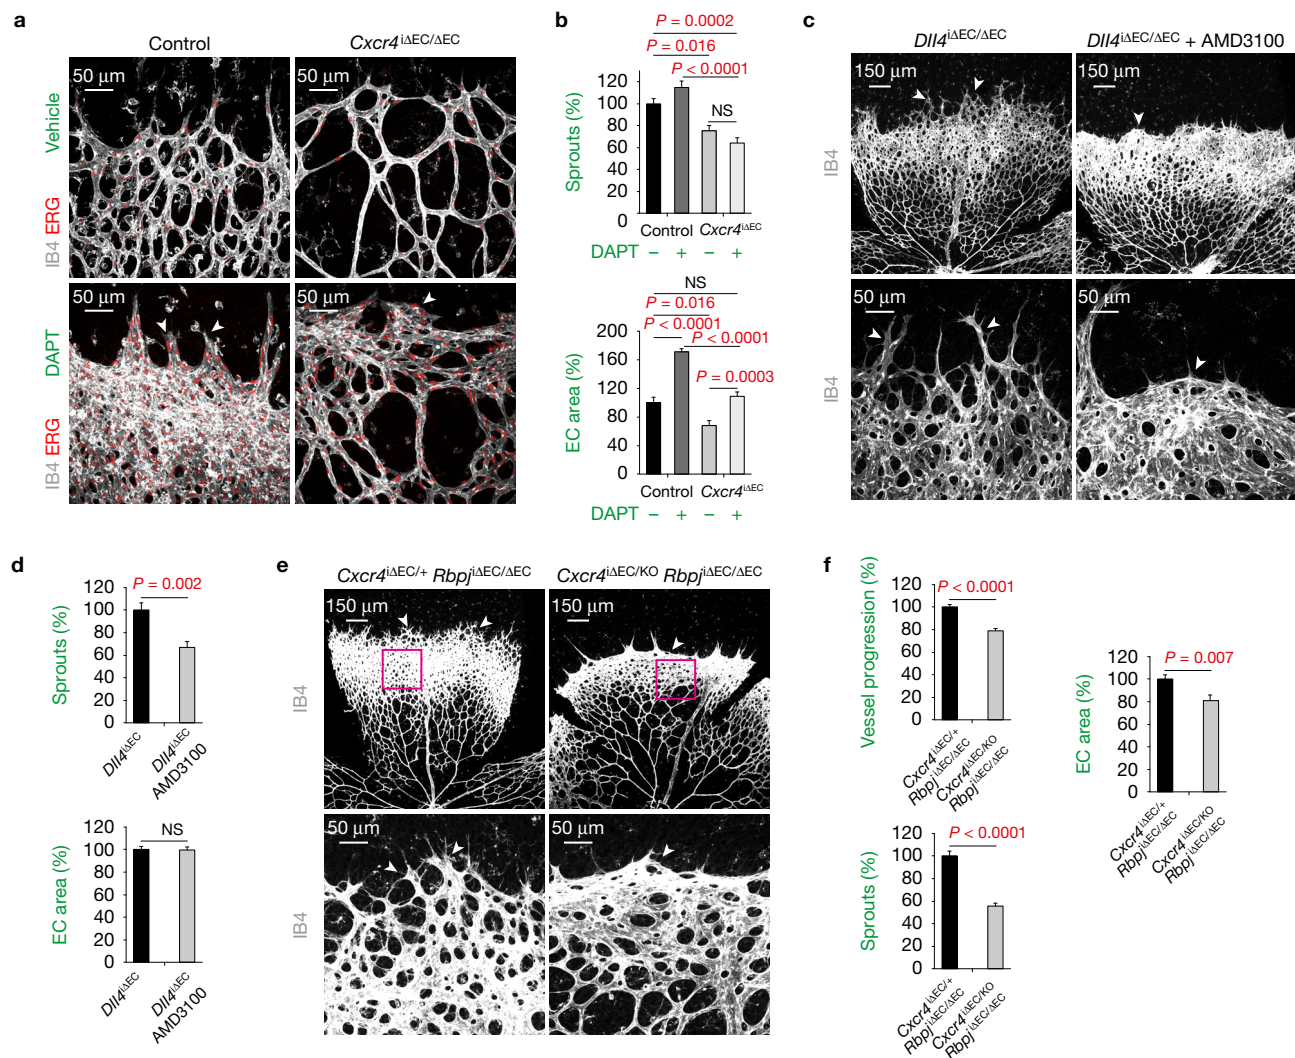 a
Control
Cxcr4iΔEC/ΔEC
Vehicle
IB4 ERG
50 µm
50 µm
DAPT
IB4 ERG
50 µm
50 µm
b
P = 0.0002
P = 0.016
P < 0.0001
NS
Sprouts (%)
120
100
80
60
40
20
0
Control Cxcr4iΔEC
DAPT − + − +
NS
P = 0.016
P < 0.0001
P < 0.0001
P = 0.0003
EC area (%)
200
160
120
80
40
0
Control Cxcr4iΔEC
DAPT − + − +
c
Dll4iΔEC/ΔEC
Dll4iΔEC/ΔEC + AMD3100
IB4
150 µm
150 µm
IB4
50 µm
50 µm
d
P = 0.002
Sprouts (%)
120
100
80
60
40
20
0
Dll4iΔEC
Dll4iΔEC
AMD3100
NS
EC area (%)
120
100
80
60
40
20
0
Dll4iΔEC
Dll4iΔEC
AMD3100
e
Cxcr4iΔEC/+ RbpjiΔEC/ΔEC
Cxcr4iΔEC/KO RbpjiΔEC/ΔEC
IB4
150 µm
150 µm
IB4
50 µm
50 µm
f
P < 0.0001
Vessel progression (%)
120
100
80
60
40
20
0
Cxcr4iΔEC/+
RbpjiΔEC/ΔEC
Cxcr4iΔEC/KO
RbpjiΔEC/ΔEC
P = 0.007
EC area (%)
120
100
80
60
40
20
0
Cxcr4iΔEC/+
RbpjiΔEC/ΔEC
Cxcr4iΔEC/KO
RbpjiΔEC/ΔEC
P < 0.0001
Sprouts (%)
120
100
80
60
40
20
0
Cxcr4iΔEC/+
RbpjiΔEC/ΔEC
Cxcr4iΔEC/KO
RbpjiΔEC/ΔEC